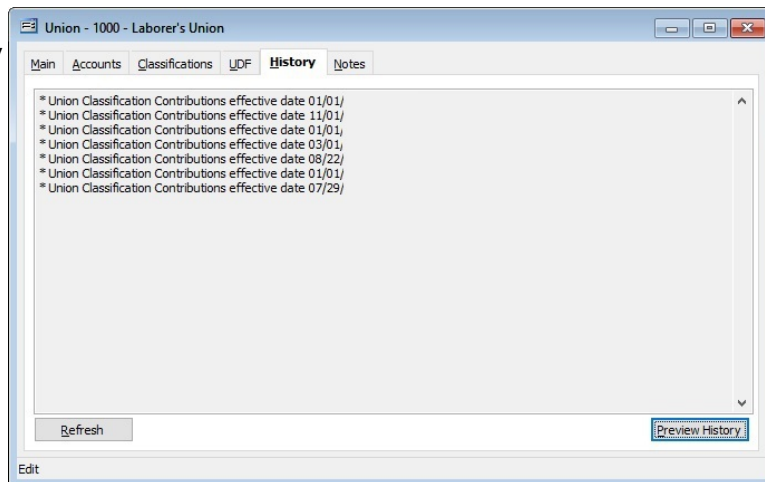 Union - 1000 - Laborer's Union
Main Accounts Classifications UDF History Notes
* Union Classification Contributions effective date 01/01/
* Union Classification Contributions effective date 11/01/
* Union Classification Contributions effective date 01/01/
* Union Classification Contributions effective date 03/01/
* Union Classification Contributions effective date 08/22/
* Union Classification Contributions effective date 01/01/
* Union Classification Contributions effective date 07/29/
Refresh Preview History
Edit